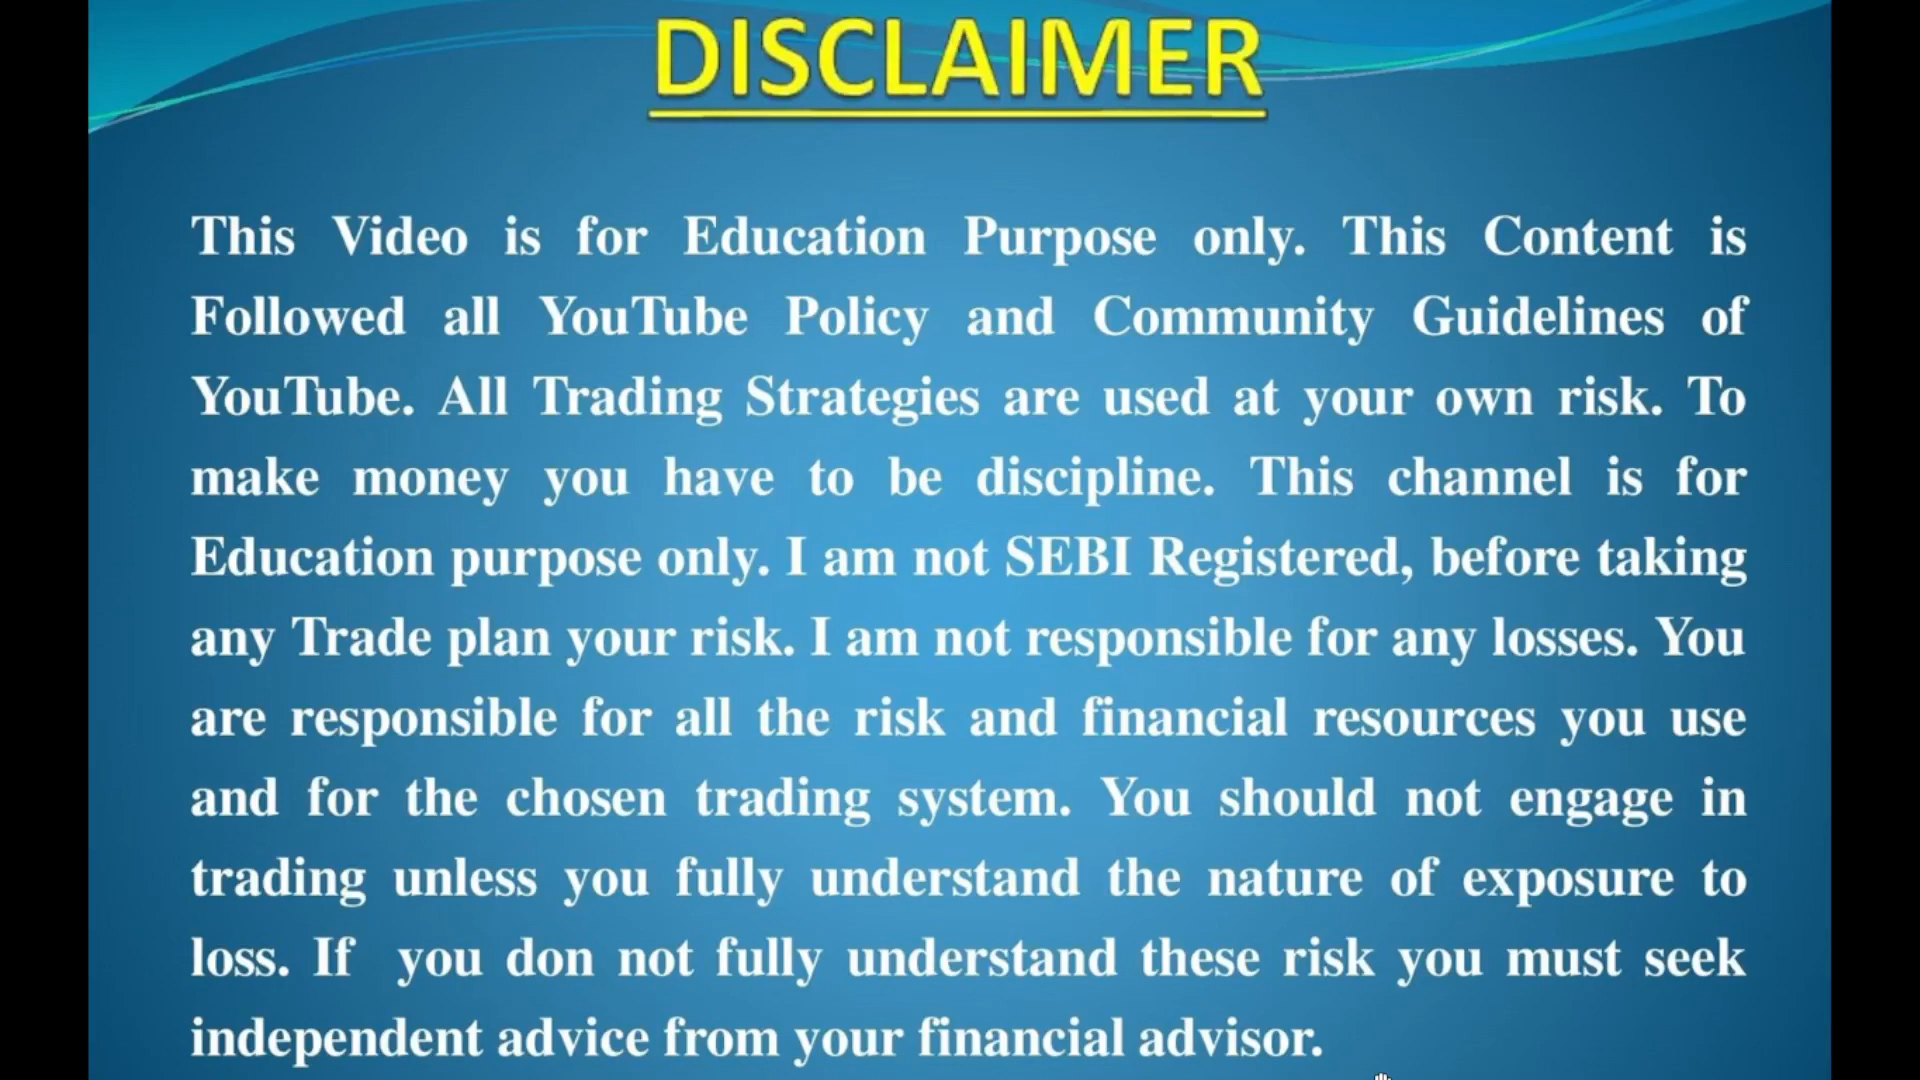 DISCLAIMER
This Video is for Education Purpose only. This Content is
Followed all YouTube Policy and Community Guidelines of
YouTube. All Trading Strategies are used at your own risk. To
make money you have to be discipline. This channel is for
Education purpose only. I am not SEBI Registered, before taking
any Trade plan your risk. I am not responsible for any losses. You
are responsible for all the risk and financial resources you use
and for the chosen trading system. You should not engage in
trading unless you fully understand the nature of exposure to
loss. If you don not fully understand these risk you must seek
independent advice from your financial advisor.